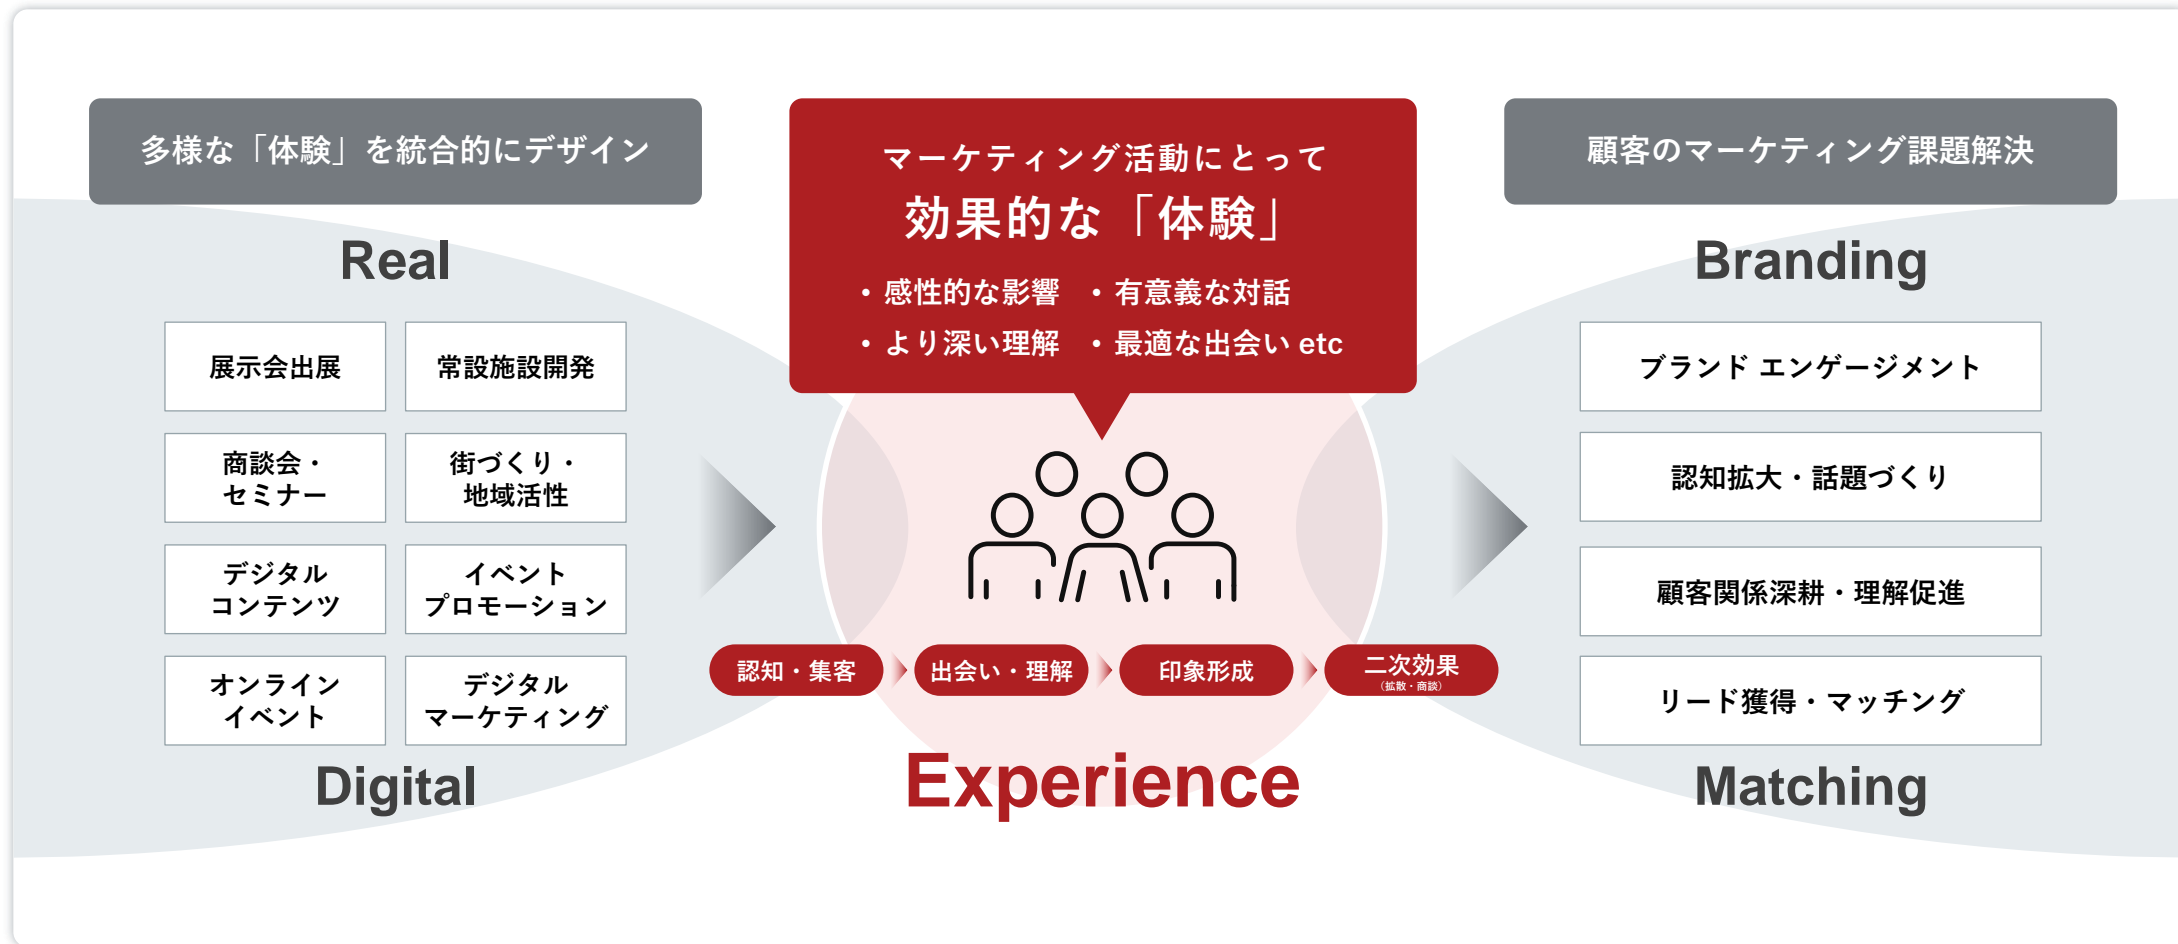 多様な「体験」を統合的にデザイン
Real
展示会出展
常設施設開発
商談会・
セミナー
街づくり・
地域活性
デジタル
コンテンツ
イベント
プロモーション
オンライン
イベント
デジタル
マーケティング
Digital
マーケティング活動にとって
効果的な「体験」
・感性的な影響 ・有意義な対話
・より深い理解 ・最適な出会い etc
認知・集客
出会い・理解
印象形成
二次効果
(拡散・商談)
Experience
顧客のマーケティング課題解決
Branding
ブランド エンゲージメント
認知拡大・話題づくり
顧客関係深耕・理解促進
リード獲得・マッチング
Matching